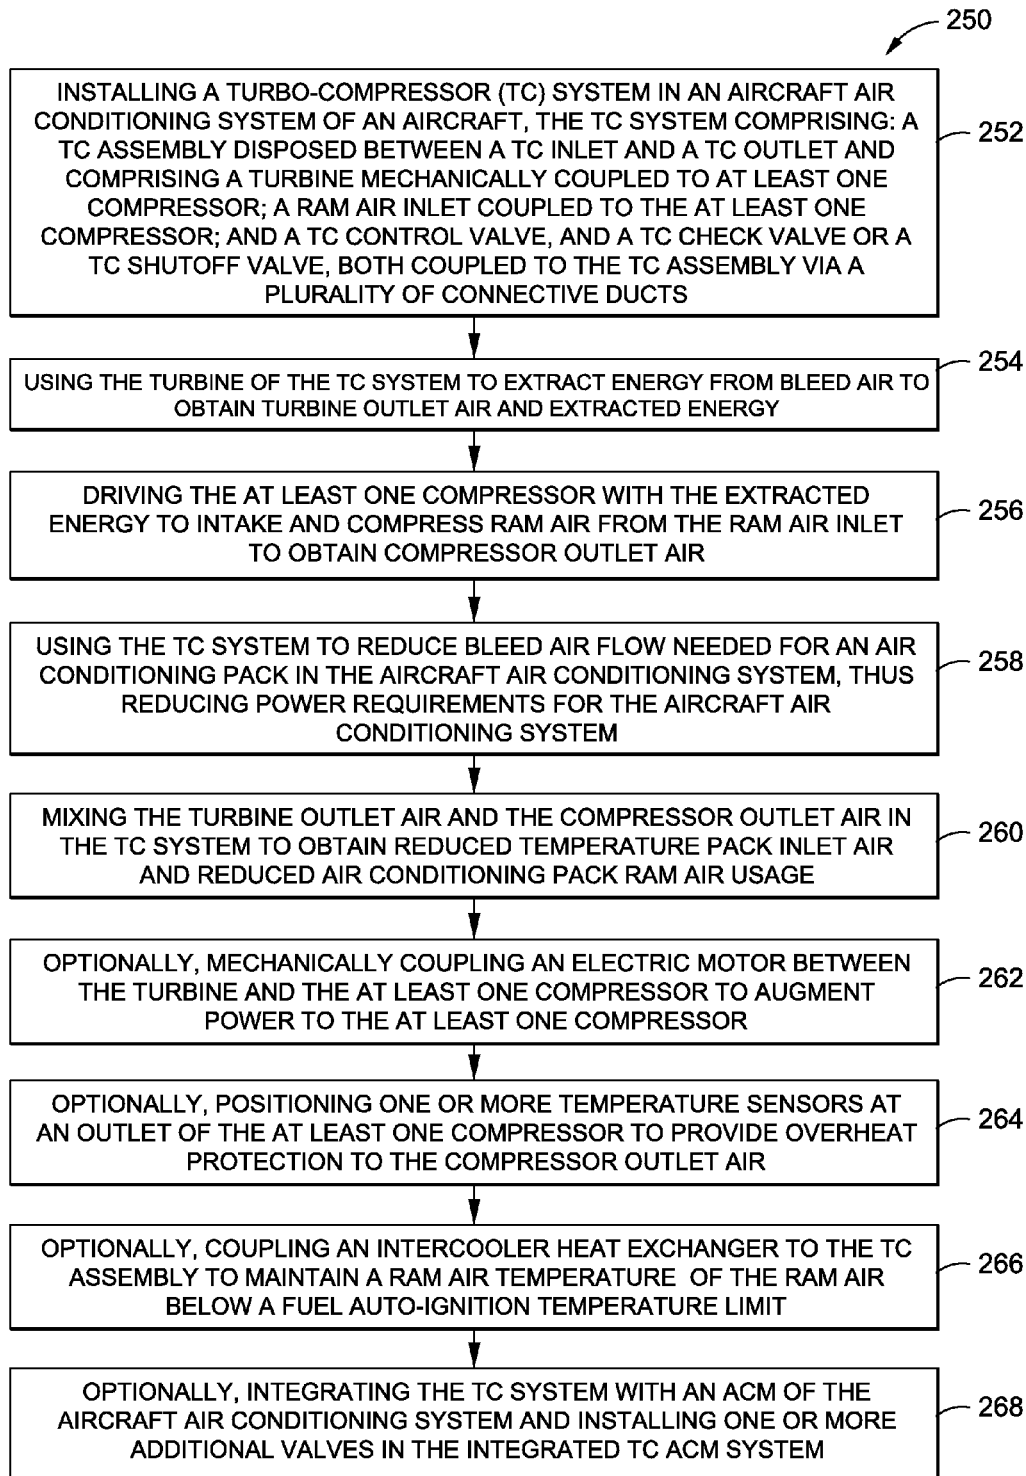 250
INSTALLING A TURBO-COMPRESSOR (TC) SYSTEM IN AN AIRCRAFT AIR
CONDITIONING SYSTEM OF AN AIRCRAFT, THE TC SYSTEM COMPRISING: A
TC ASSEMBLY DISPOSED BETWEEN A TC INLET AND A TC OUTLET AND
COMPRISING A TURBINE MECHANICALLY COUPLED TO AT LEAST ONE
COMPRESSOR; A RAM AIR INLET COUPLED TO THE AT LEAST ONE
COMPRESSOR; AND A TC CONTROL VALVE, AND A TC CHECK VALVE OR A
TC SHUTOFF VALVE, BOTH COUPLED TO THE TC ASSEMBLY VIA A
PLURALITY OF CONNECTIVE DUCTS
252
USING THE TURBINE OF THE TC SYSTEM TO EXTRACT ENERGY FROM BLEED AIR TO
OBTAIN TURBINE OUTLET AIR AND EXTRACTED ENERGY
254
DRIVING THE AT LEAST ONE COMPRESSOR WITH THE EXTRACTED
ENERGY TO INTAKE AND COMPRESS RAM AIR FROM THE RAM AIR INLET
TO OBTAIN COMPRESSOR OUTLET AIR
256
USING THE TC SYSTEM TO REDUCE BLEED AIR FLOW NEEDED FOR AN AIR
CONDITIONING PACK IN THE AIRCRAFT AIR CONDITIONING SYSTEM, THUS
REDUCING POWER REQUIREMENTS FOR THE AIRCRAFT AIR
CONDITIONING SYSTEM
258
MIXING THE TURBINE OUTLET AIR AND THE COMPRESSOR OUTLET AIR IN
THE TC SYSTEM TO OBTAIN REDUCED TEMPERATURE PACK INLET AIR
AND REDUCED AIR CONDITIONING PACK RAM AIR USAGE
260
OPTIONALLY, MECHANICALLY COUPLING AN ELECTRIC MOTOR BETWEEN
THE TURBINE AND THE AT LEAST ONE COMPRESSOR TO AUGMENT
POWER TO THE AT LEAST ONE COMPRESSOR
262
OPTIONALLY, POSITIONING ONE OR MORE TEMPERATURE SENSORS AT
AN OUTLET OF THE AT LEAST ONE COMPRESSOR TO PROVIDE OVERHEAT
PROTECTION TO THE COMPRESSOR OUTLET AIR
264
OPTIONALLY, COUPLING AN INTERCOOLER HEAT EXCHANGER TO THE TC
ASSEMBLY TO MAINTAIN A RAM AIR TEMPERATURE OF THE RAM AIR
BELOW A FUEL AUTO-IGNITION TEMPERATURE LIMIT
266
OPTIONALLY, INTEGRATING THE TC SYSTEM WITH AN ACM OF THE
AIRCRAFT AIR CONDITIONING SYSTEM AND INSTALLING ONE OR MORE
ADDITIONAL VALVES IN THE INTEGRATED TC ACM SYSTEM
268